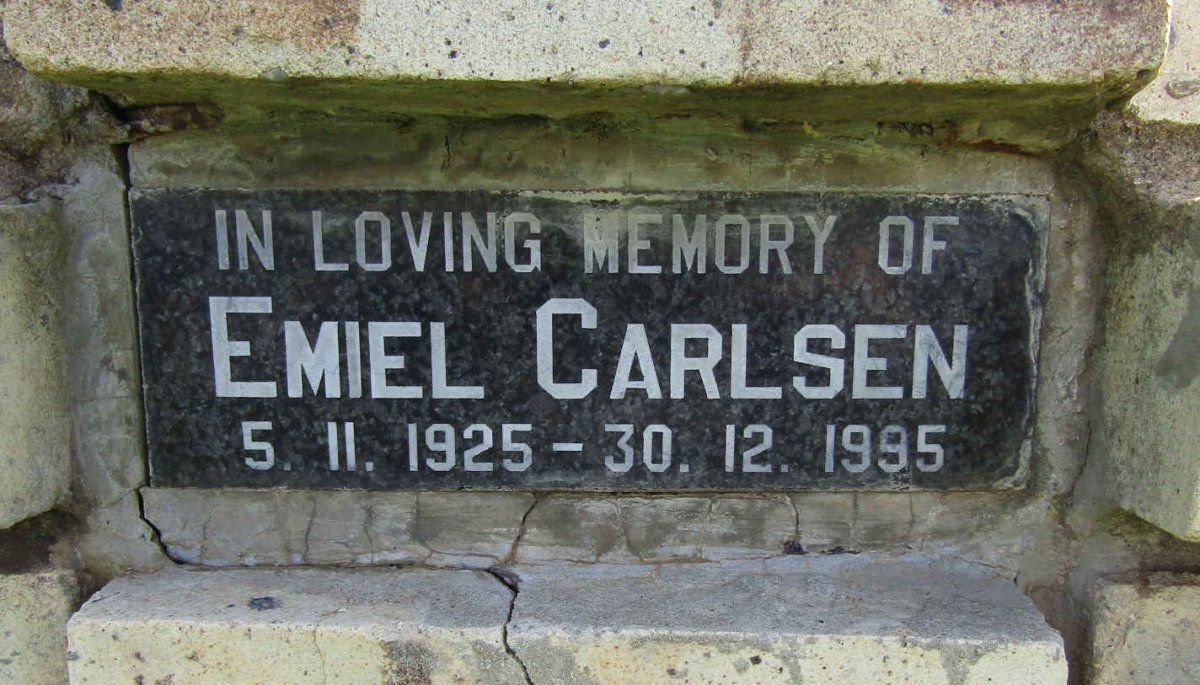 IN LOVING MEMORY OF
EMIEL CARLSEN
5. 11. 1925 - 30. 12. 1995